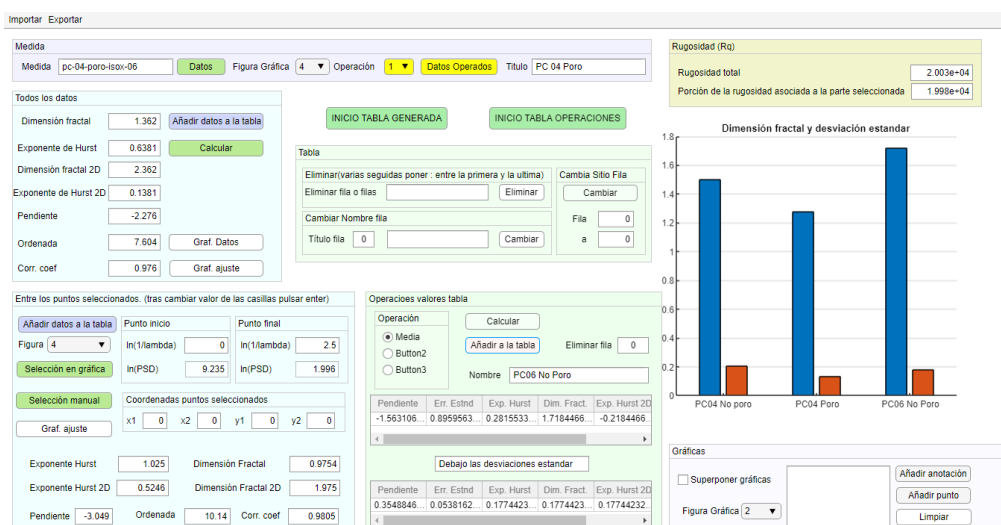 Importar Exportar
Medida
Medida pc-04-poro-isox-06 Datos Figura Gráfica 4 Operación 1 Datos Operados Titulo PC 04 Poro
Rugosidad (Rq)
Rugosidad total 2.003e+04
Porción de la rugosidad asociada a la parte seleccionada 1.998e+04
Todos los datos
Dimensión fractal 1.362 Añadir datos a la tabla
Exponente de Hurst 0.6381 Calcular
Dimensión fractal 2D 2.362
Exponente de Hurst 2D 0.1381
Pendiente -2.276
Ordenada 7.604 Graf. Datos
Corr. coef 0.976 Graf. ajuste
INICIO TABLA GENERADA INICIO TABLA OPERACIONES
Tabla
Eliminar(varias seguidas poner : entre la primera y la ultima)
Eliminar fila o filas Eliminar
Cambiar Nombre fila
Título fila 0 Cambiar
Cambia Sitio Fila
Cambiar
Fila 0
a 0
Dimensión fractal y desviación estandar
1.8
1.6
1.4
1.2
1
0.8
0.6
0.4
0.2
0
PC04 No poro PC04 Poro PC06 No Poro
Entre los puntos seleccionados. (tras cambiar valor de las casillas pulsar enter)
Añadir datos a la tabla
Figura 4
Selección en gráfica
Selección manual
Graf. ajuste
Punto inicio
ln(1/lambda) 0
ln(PSD) 9.235
Punto final
ln(1/lambda) 2.5
ln(PSD) 1.996
Coordenadas puntos seleccionados
x1 0 x2 0 y1 0 y2 0
Exponente Hurst 1.025 Dimensión Fractal 0.9754
Exponente Hurst 2D 0.5246 Dimensión Fractal 2D 1.975
Pendiente -3.049 Ordenada 10.14 Corr. coef 0.9805
Operacioes valores tabla
Operación
Media
Button2
Button3
Calcular
Añadir a la tabla Eliminar fila 0
Nombre PC06 No Poro
Pendiente Err. Estnd Exp. Hurst Dim. Fract. Exp. Hurst 2D
-1.563106... 0.8959563... 0.2815533... 1.7184466... -0.2184466
Debajo las desviaciones estandar
Pendiente Err. Estnd Exp. Hurst Dim. Fract. Exp. Hurst 2D
0.3548846... 0.0538162... 0.1774423... 0.1774423... 0.17744232
Gráficas
Superponer gráficas
Figura Gráfica 2
Añadir anotación
Añadir punto
Limpiar